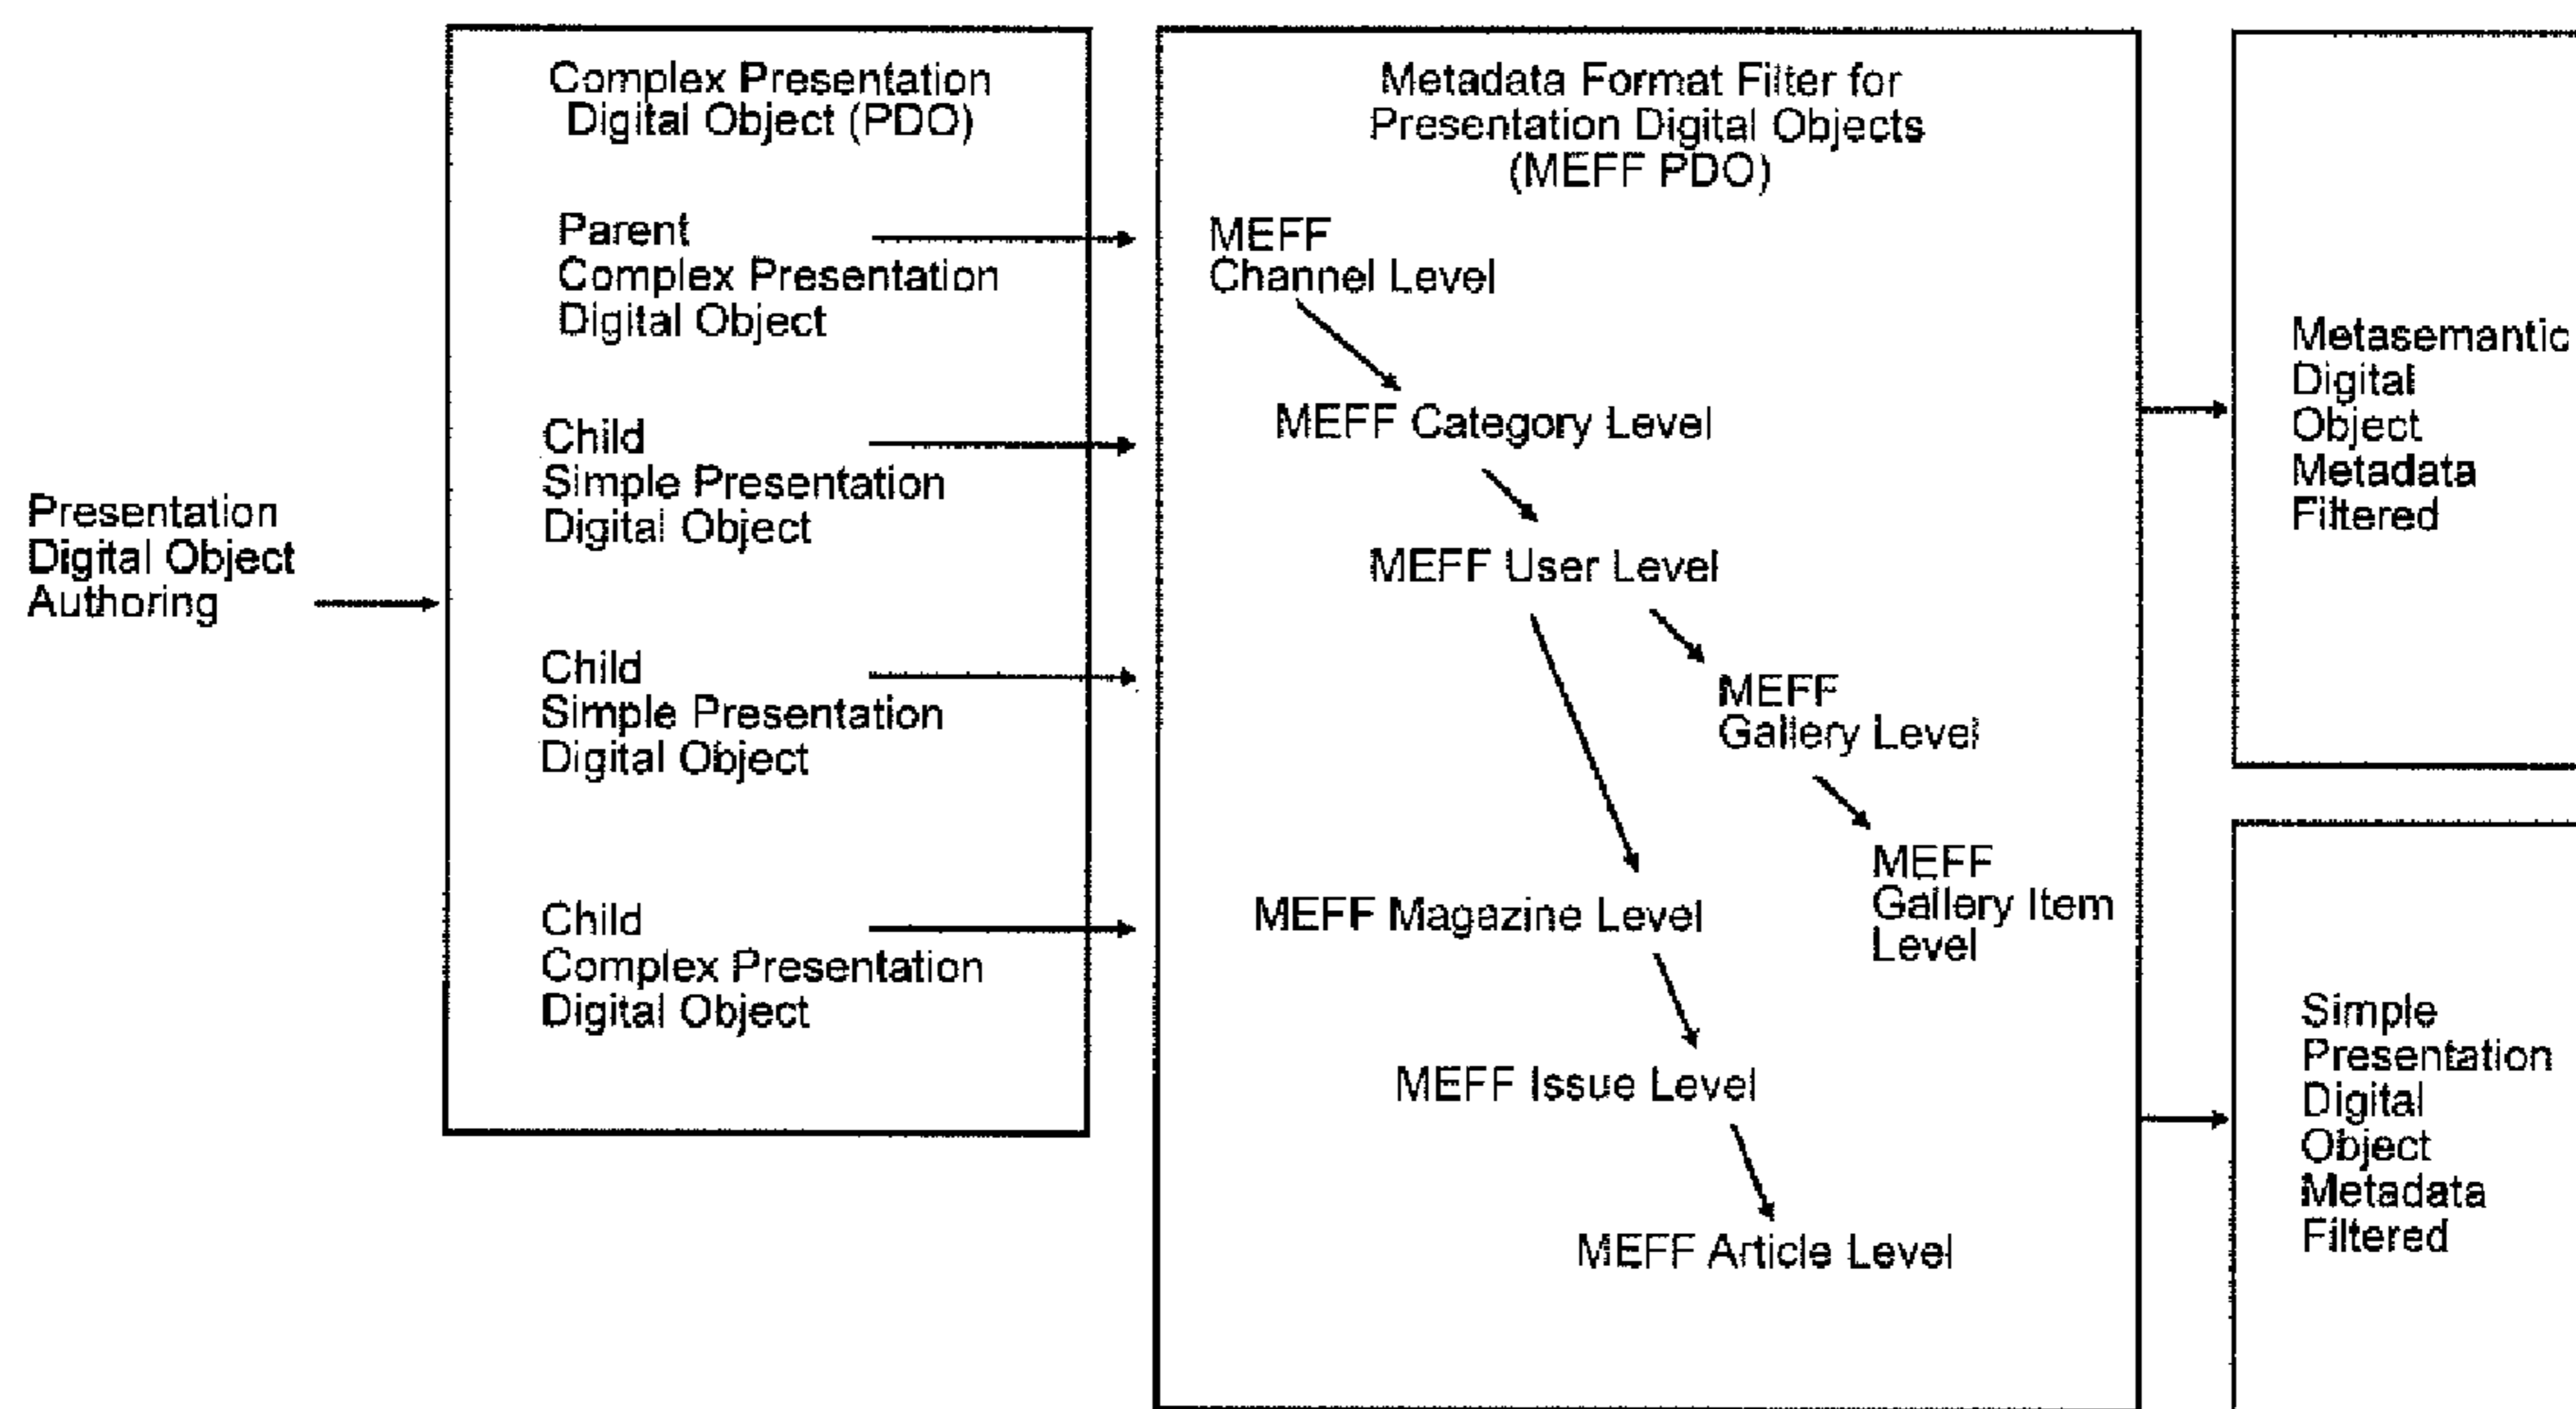 Presentation
Digital Object
Authoring
Complex Presentation
Digital Object (PDO)
Parent
Complex Presentation
Digital Object
Child
Simple Presentation
Digital Object
Child
Simple Presentation
Digital Object
Child
Complex Presentation
Digital Object
Metadata Format Filter for
Presentation Digital Objects
(MEFF PDO)
MEFF
Channel Level
MEFF Category Level
MEFF User Level
MEFF
Gallery Level
MEFF
Gallery Item
Level
MEFF Magazine Level
MEFF Issue Level
MEFF Article Level
Metasemantic
Digital
Object
Metadata
Filtered
Simple
Presentation
Digital
Object
Metadata
Filtered